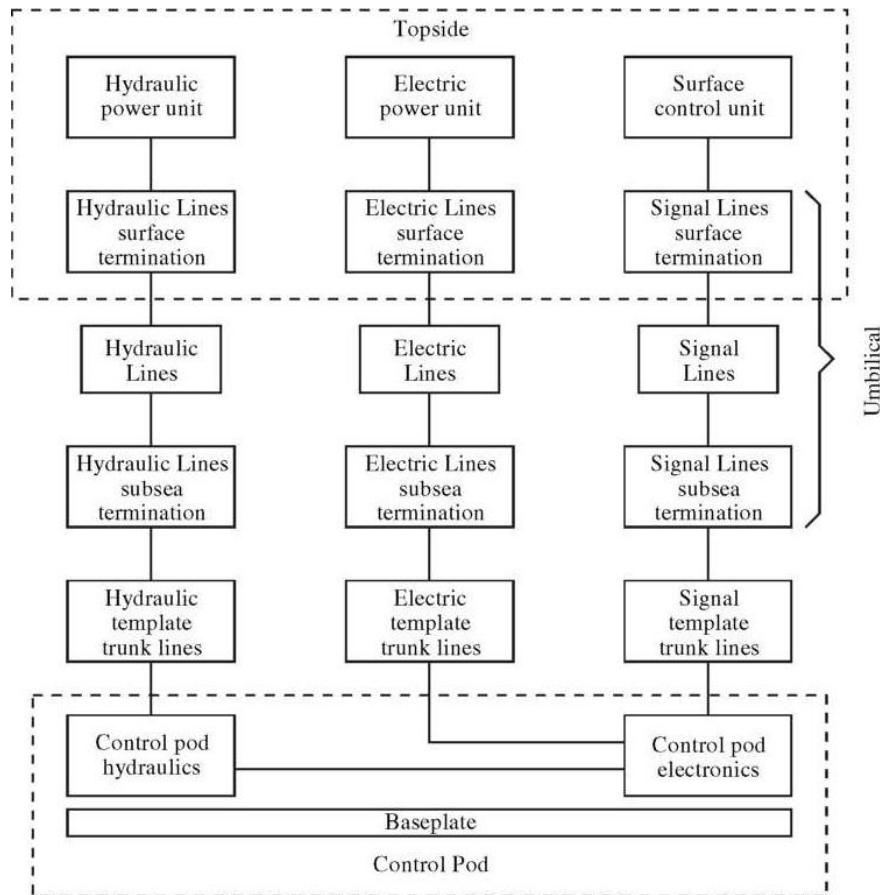 Topside
Hydraulic
power unit
Electric
power unit
Surface
control unit
Hydraulic Lines
surface
termination
Electric Lines
surface
termination
Signal Lines
surface
termination
Hydraulic
Lines
Electric
Lines
Signal
Lines
Umbilical
Hydraulic Lines
subsea
termination
Electric Lines
subsea
termination
Signal Lines
subsea
termination
Hydraulic
template
trunk lines
Electric
template
trunk lines
Signal
template
trunk lines
Control pod
hydraulics
Control pod
electronics
Baseplate
Control Pod